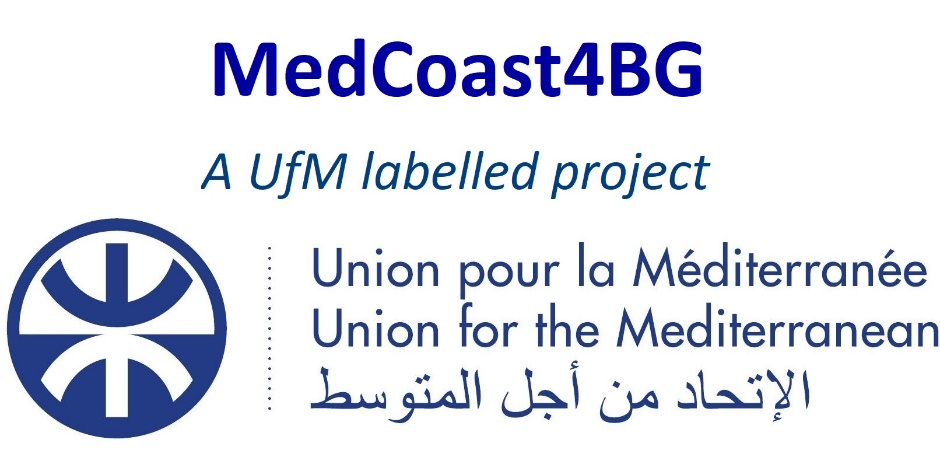 MedCoast4BG
A UfM labelled project
Union pour la Méditerranée
Union for the Mediterranean
الإتحاد من أجل المتوسط